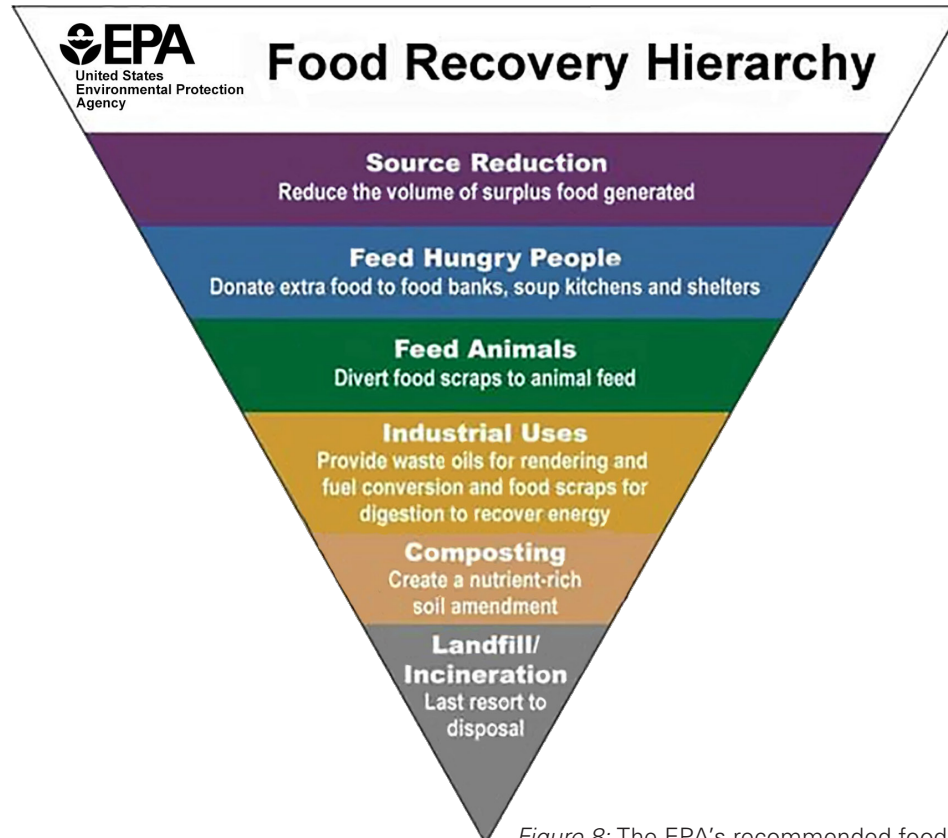 EPA
United States
Environmental Protection
Agency
Food Recovery Hierarchy
Source Reduction
Reduce the volume of surplus food generated
Feed Hungry People
Donate extra food to food banks, soup kitchens and shelters
Feed Animals
Divert food scraps to animal feed
Industrial Uses
Provide waste oils for rendering and
fuel conversion and food scraps for
digestion to recover energy
Composting
Create a nutrient-rich
soil amendment
Landfill/
Incineration
Last resort to
disposal
Figure 8: The EPA's recommended food